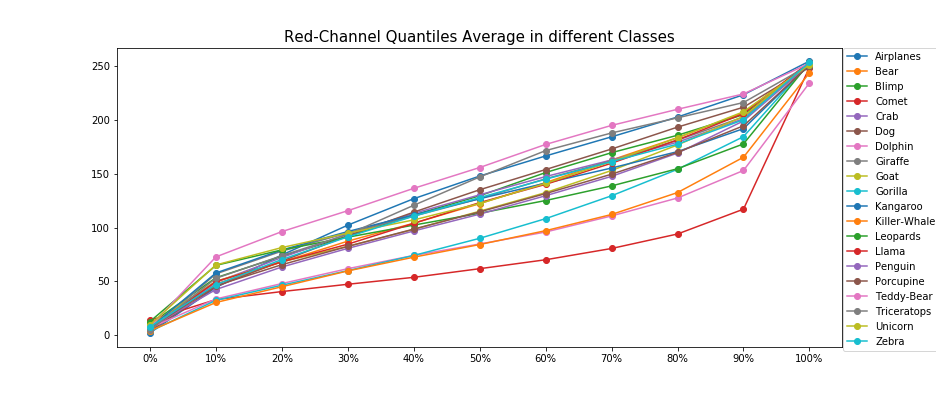 Red-Channel Quantiles Average in different Classes
250
200
150
100
50
0
0% 10% 20% 30% 40% 50% 60% 70% 80% 90% 100%
Airplanes
Bear
Blimp
Comet
Crab
Dog
Dolphin
Giraffe
Goat
Gorilla
Kangaroo
Killer-Whale
Leopards
Llama
Penguin
Porcupine
Teddy-Bear
Triceratops
Unicorn
Zebra